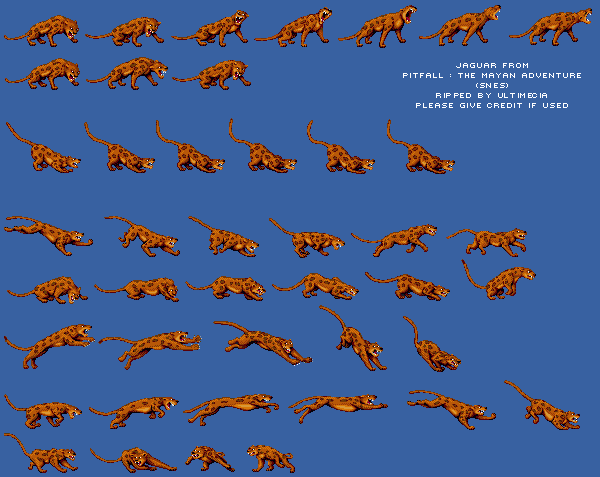 JAGUAR FROM
PITFALL : THE MAYAN ADVENTURE
(SNES)
RIPPED BY ULTIMECIA
PLEASE GIVE CREDIT IF USED